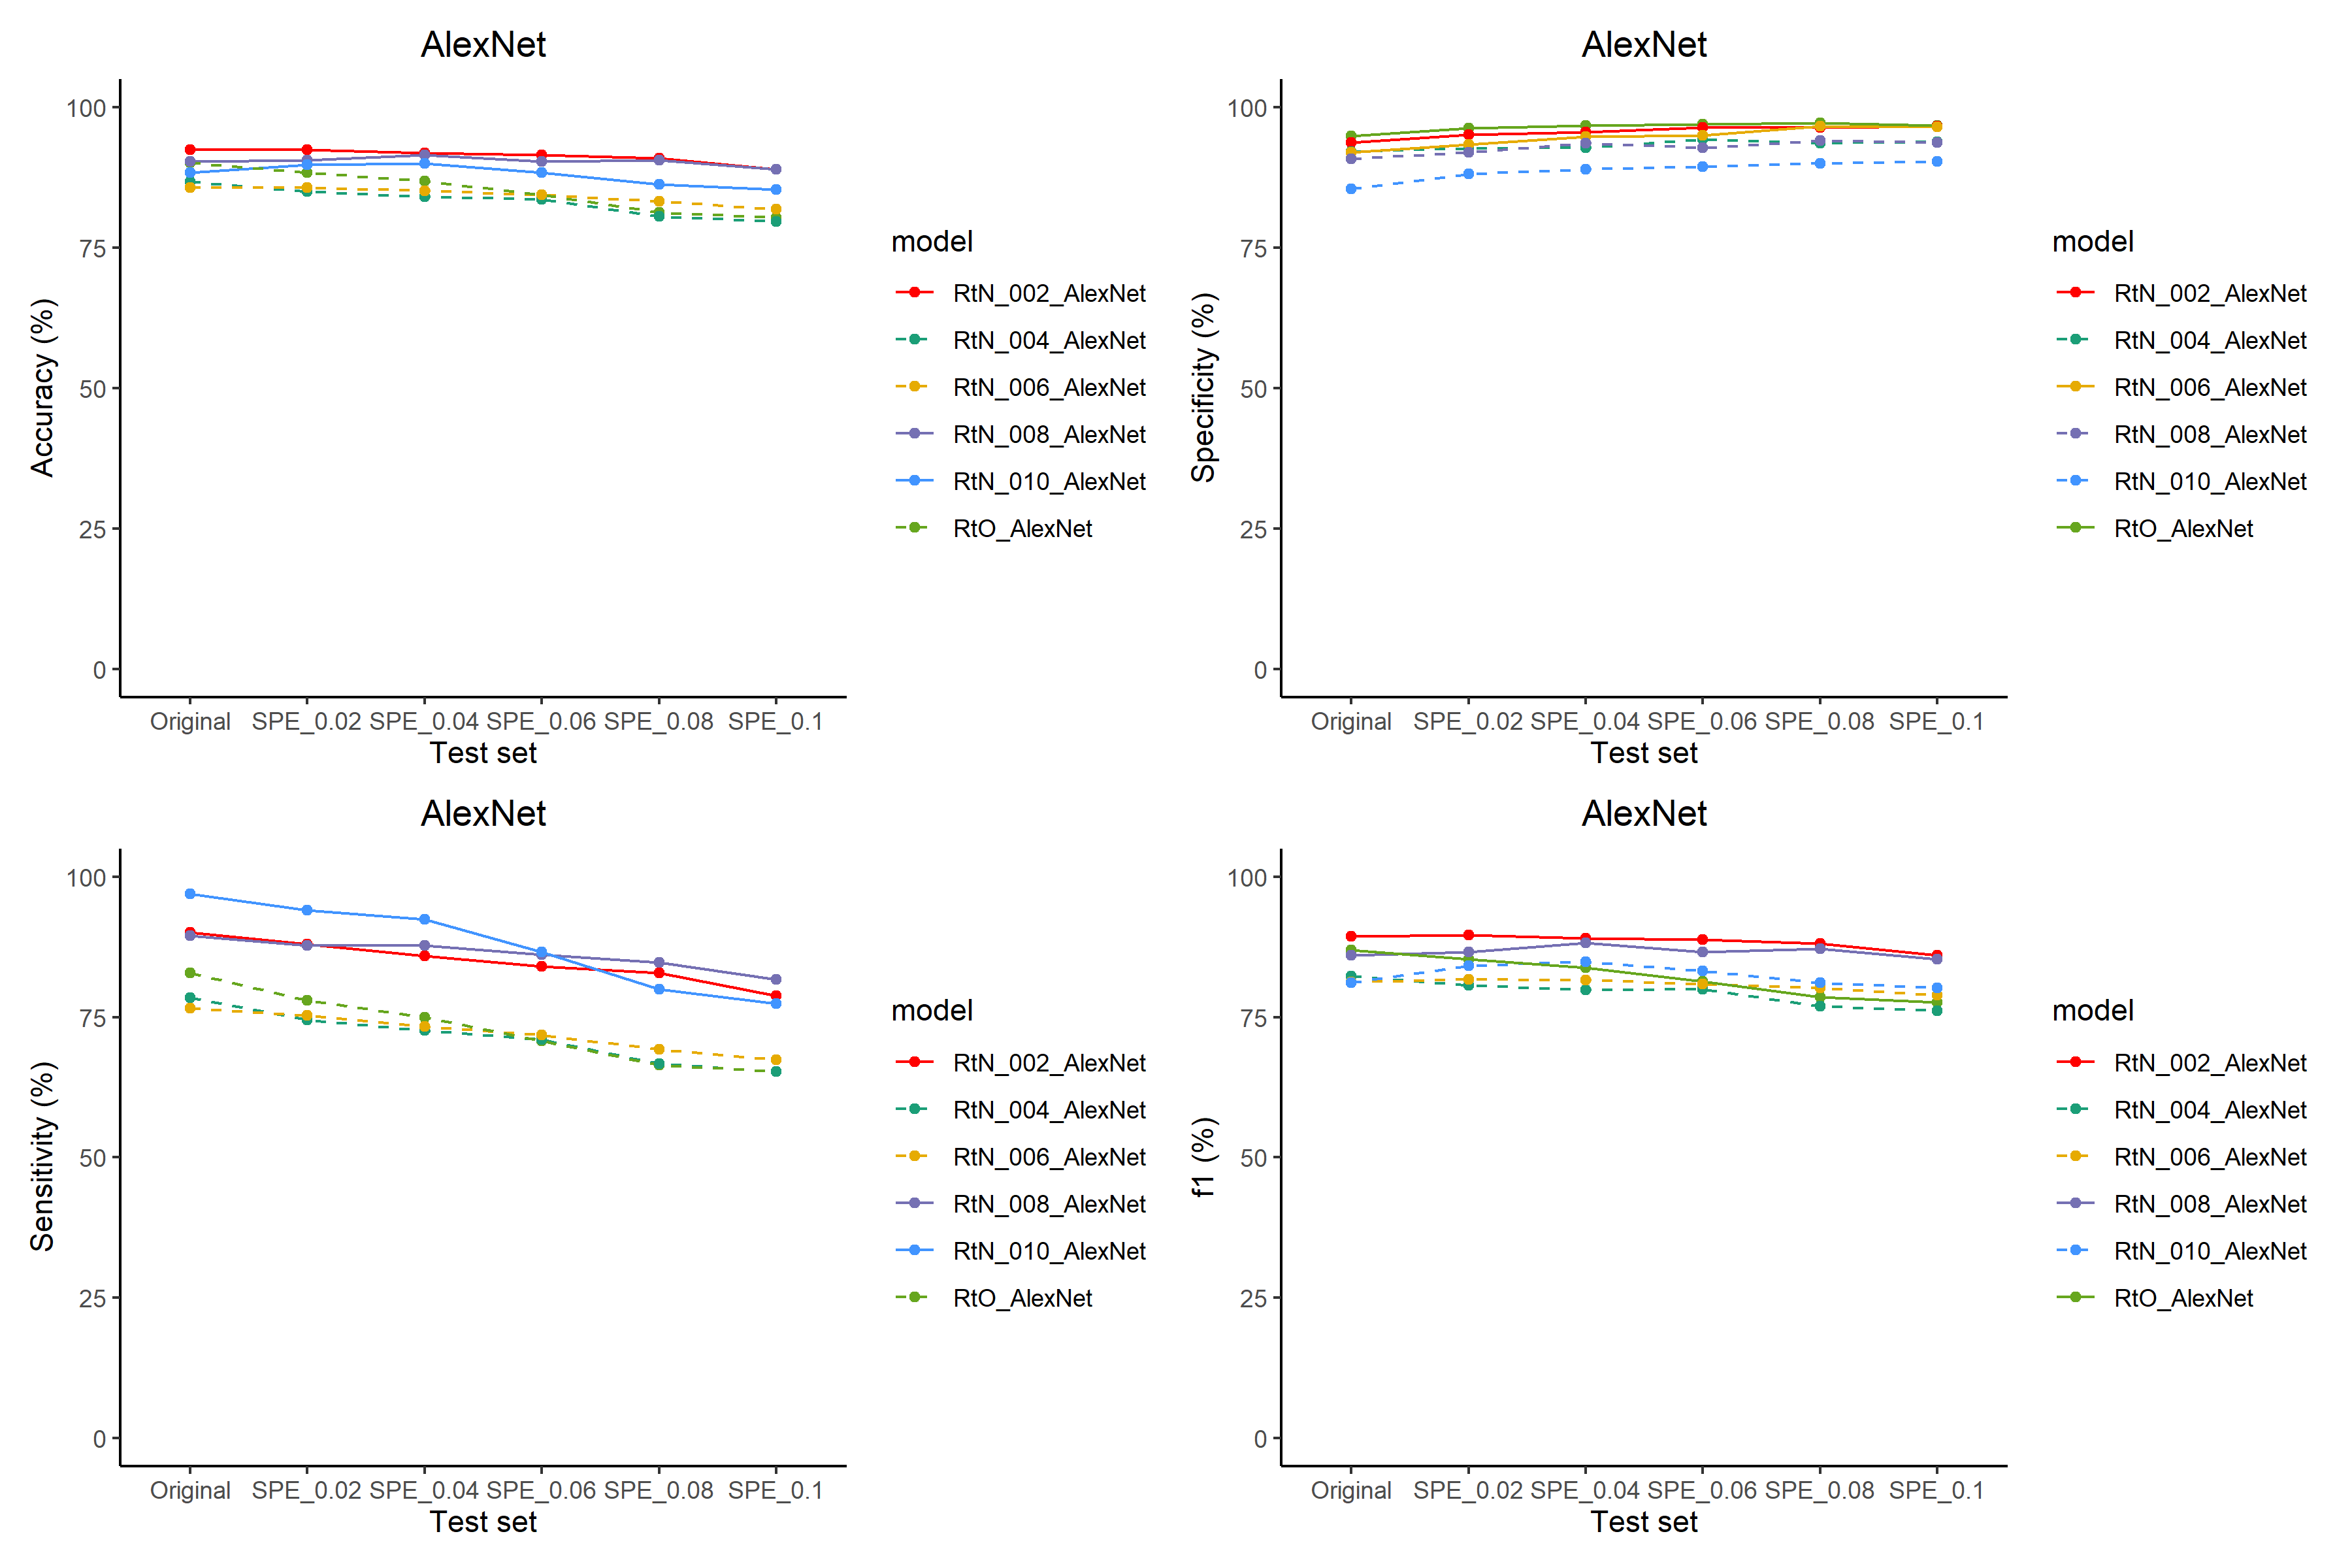 AlexNet
Accuracy (%)
100
75
50
25
0
Original SPE_0.02 SPE_0.04 SPE_0.06 SPE_0.08 SPE_0.1
Test set
model
RtN_002_AlexNet
RtN_004_AlexNet
RtN_006_AlexNet
RtN_008_AlexNet
RtN_010_AlexNet
RtO_AlexNet
AlexNet
Specificity (%)
100
75
50
25
0
Original SPE_0.02 SPE_0.04 SPE_0.06 SPE_0.08 SPE_0.1
Test set
model
RtN_002_AlexNet
RtN_004_AlexNet
RtN_006_AlexNet
RtN_008_AlexNet
RtN_010_AlexNet
RtO_AlexNet
AlexNet
Sensitivity (%)
100
75
50
25
0
Original SPE_0.02 SPE_0.04 SPE_0.06 SPE_0.08 SPE_0.1
Test set
model
RtN_002_AlexNet
RtN_004_AlexNet
RtN_006_AlexNet
RtN_008_AlexNet
RtN_010_AlexNet
RtO_AlexNet
AlexNet
f1 (%)
100
75
50
25
0
Original SPE_0.02 SPE_0.04 SPE_0.06 SPE_0.08 SPE_0.1
Test set
model
RtN_002_AlexNet
RtN_004_AlexNet
RtN_006_AlexNet
RtN_008_AlexNet
RtN_010_AlexNet
RtO_AlexNet